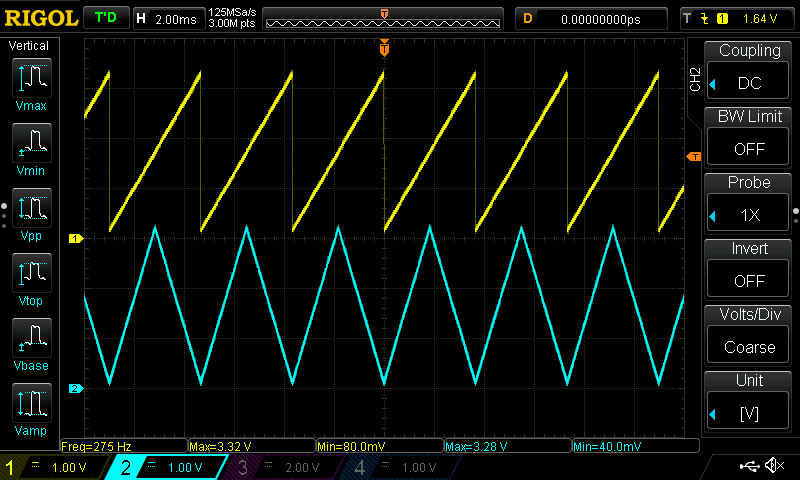 RIGOL T'D H 2.00ms 125MSa/s 3.00M pts T D 0.00000000ps T 1 1.64 V
Vertical
Vmax
Vmin
Vpp
Vtop
Vbase
Vamp
T
1
2
T
CH2
Coupling
DC
BW Limit
OFF
Probe
1X
Invert
OFF
Volts/Div
Coarse
Unit
[V]
Freq=275 Hz Max=3.32 V Min=80.0mV Max=3.28 V Min=40.0mV
1 1.00 V 2 1.00 V 3 2.00 V 4 1.00 V